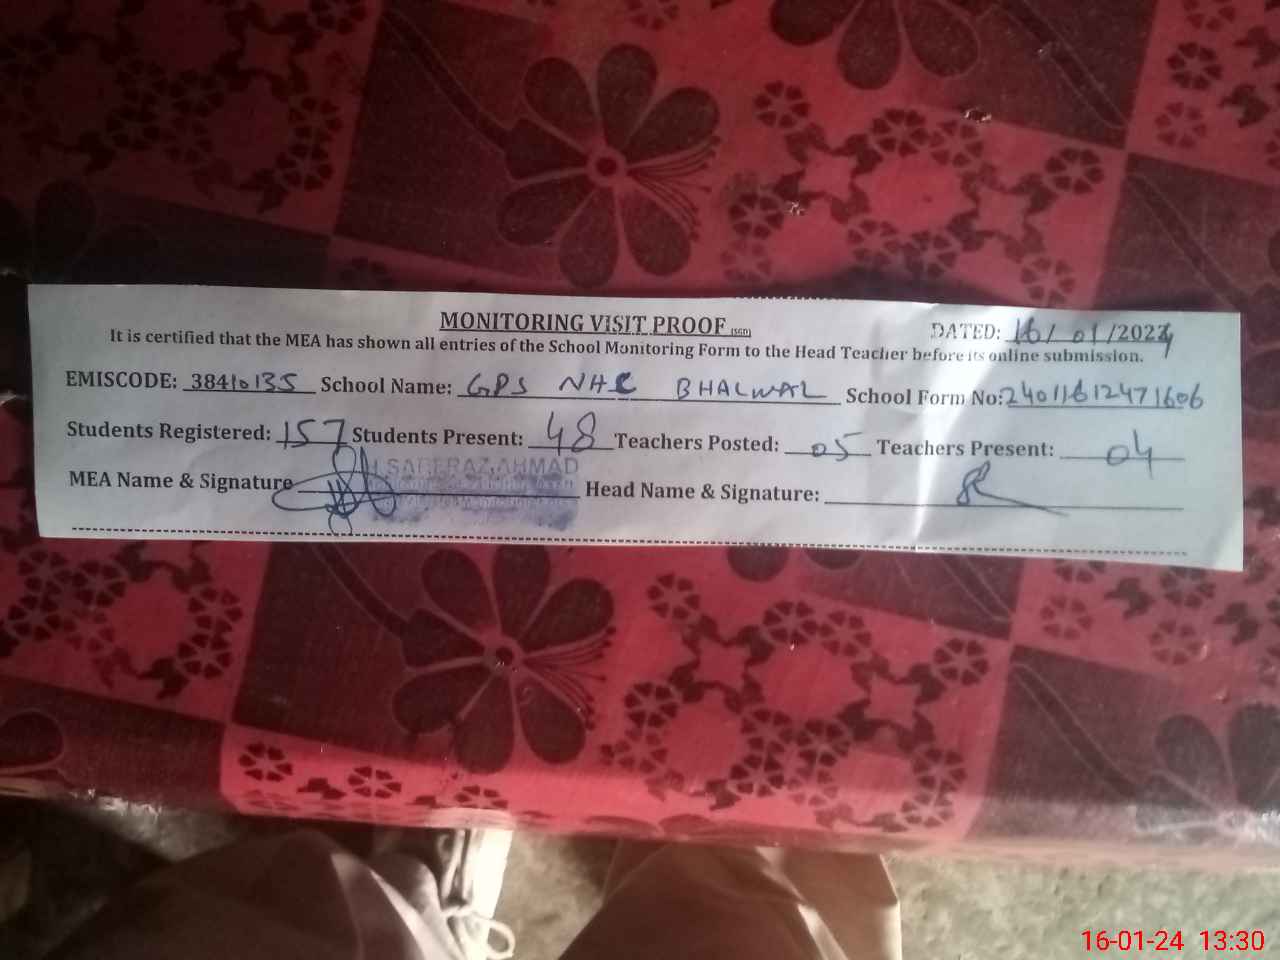 MONITORING VISIT PROOF (SGD)
DATED: 16/01/2024
It is certified that the MEA has shown all entries of the School Monitoring Form to the Head Teacher before its online submission.
EMISCODE: 38410135 School Name: GPS NHC BHALWAL School Form No: 2401161247 1606
Students Registered: 157 Students Present: 48 Teachers Posted: 05 Teachers Present: 04
AHMAD
MEA Name & Signature Head Name & Signature:
16-01-24 13:30